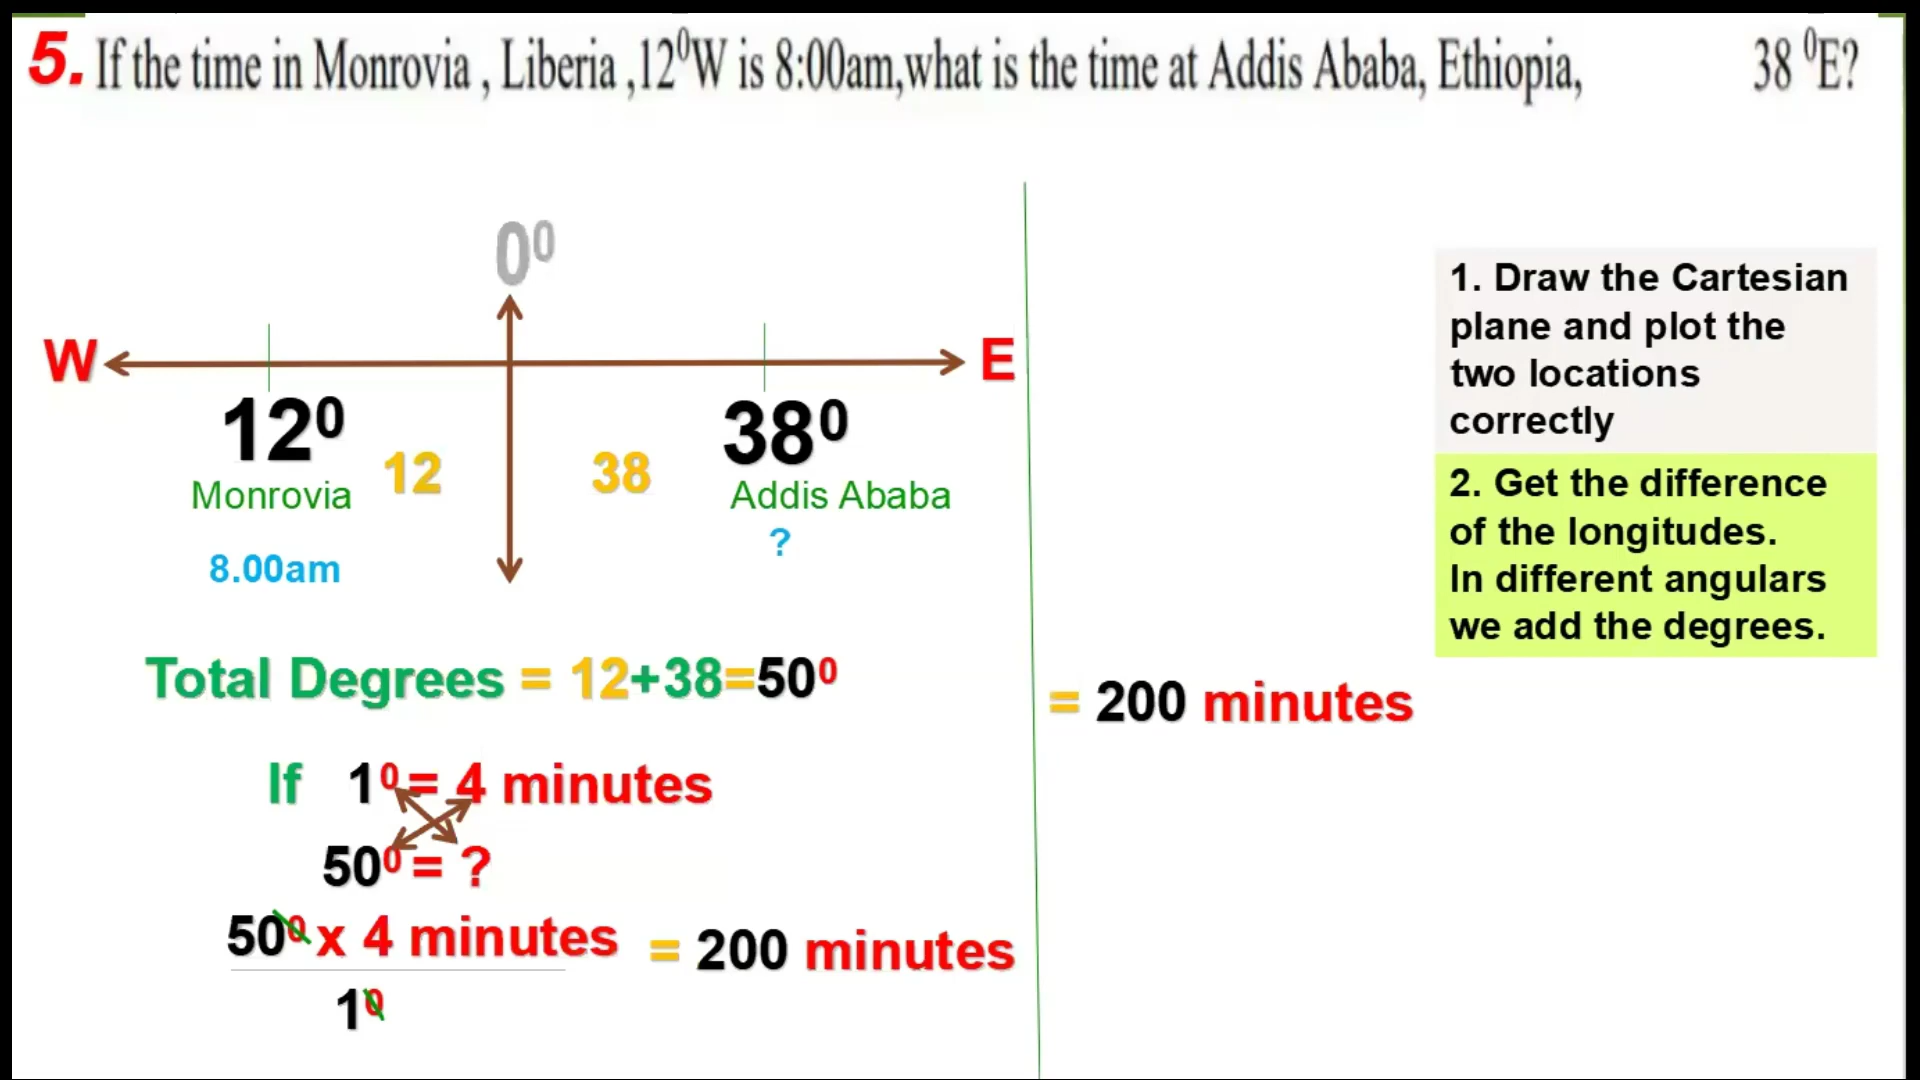 5. If the time in Monrovia , Liberia ,12⁰W is 8:00am,what is the time at Addis Ababa, Ethiopia, 38 ⁰E?
0⁰
W E
12⁰ 38⁰
12 38
Monrovia Addis Ababa
8.00am ?
Total Degrees = 12+38=50⁰
If 1⁰ = 4 minutes
50⁰ = ?
50⁰ x 4 minutes = 200 minutes
1⁰
= 200 minutes
1. Draw the Cartesian
plane and plot the
two locations
correctly
2. Get the difference
of the longitudes.
In different angulars
we add the degrees.